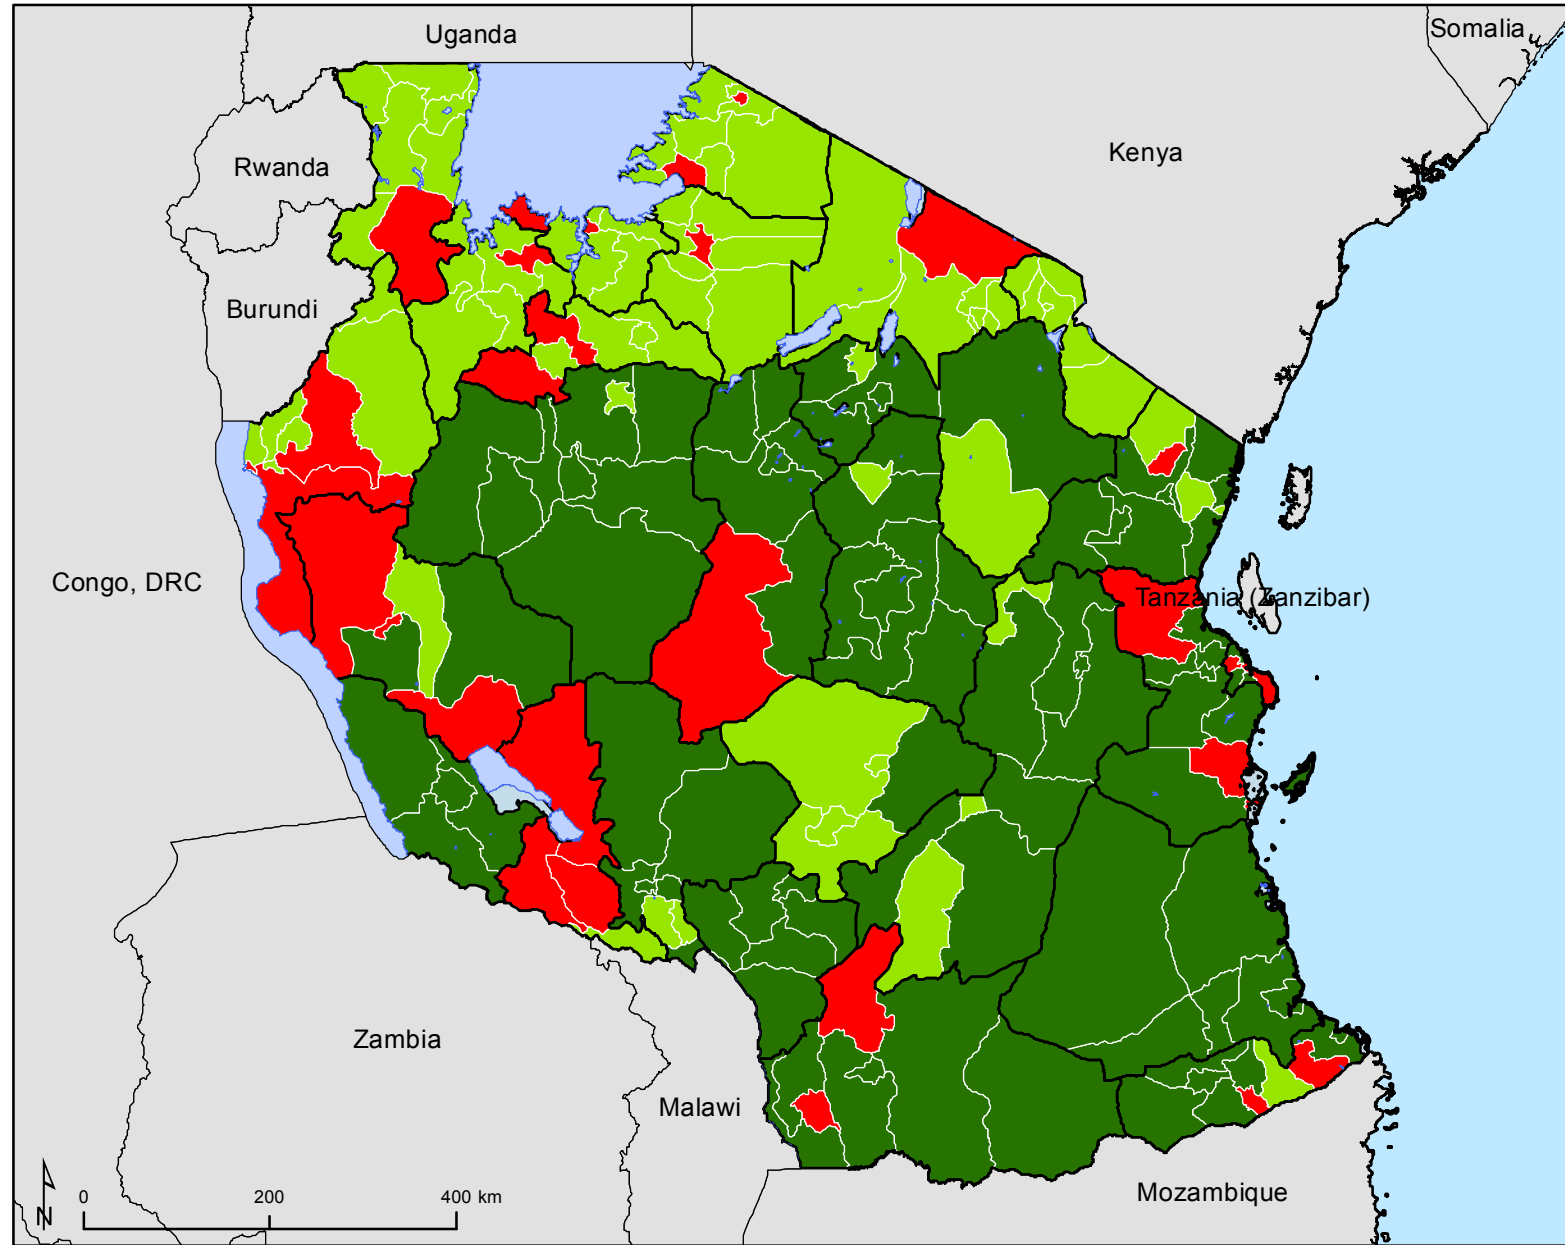 Uganda
Somalia
Kenya
Rwanda
Burundi
Congo, DRC
Tanzania (Zanzibar)
Zambia
Malawi
Mozambique
N
0 200 400 km